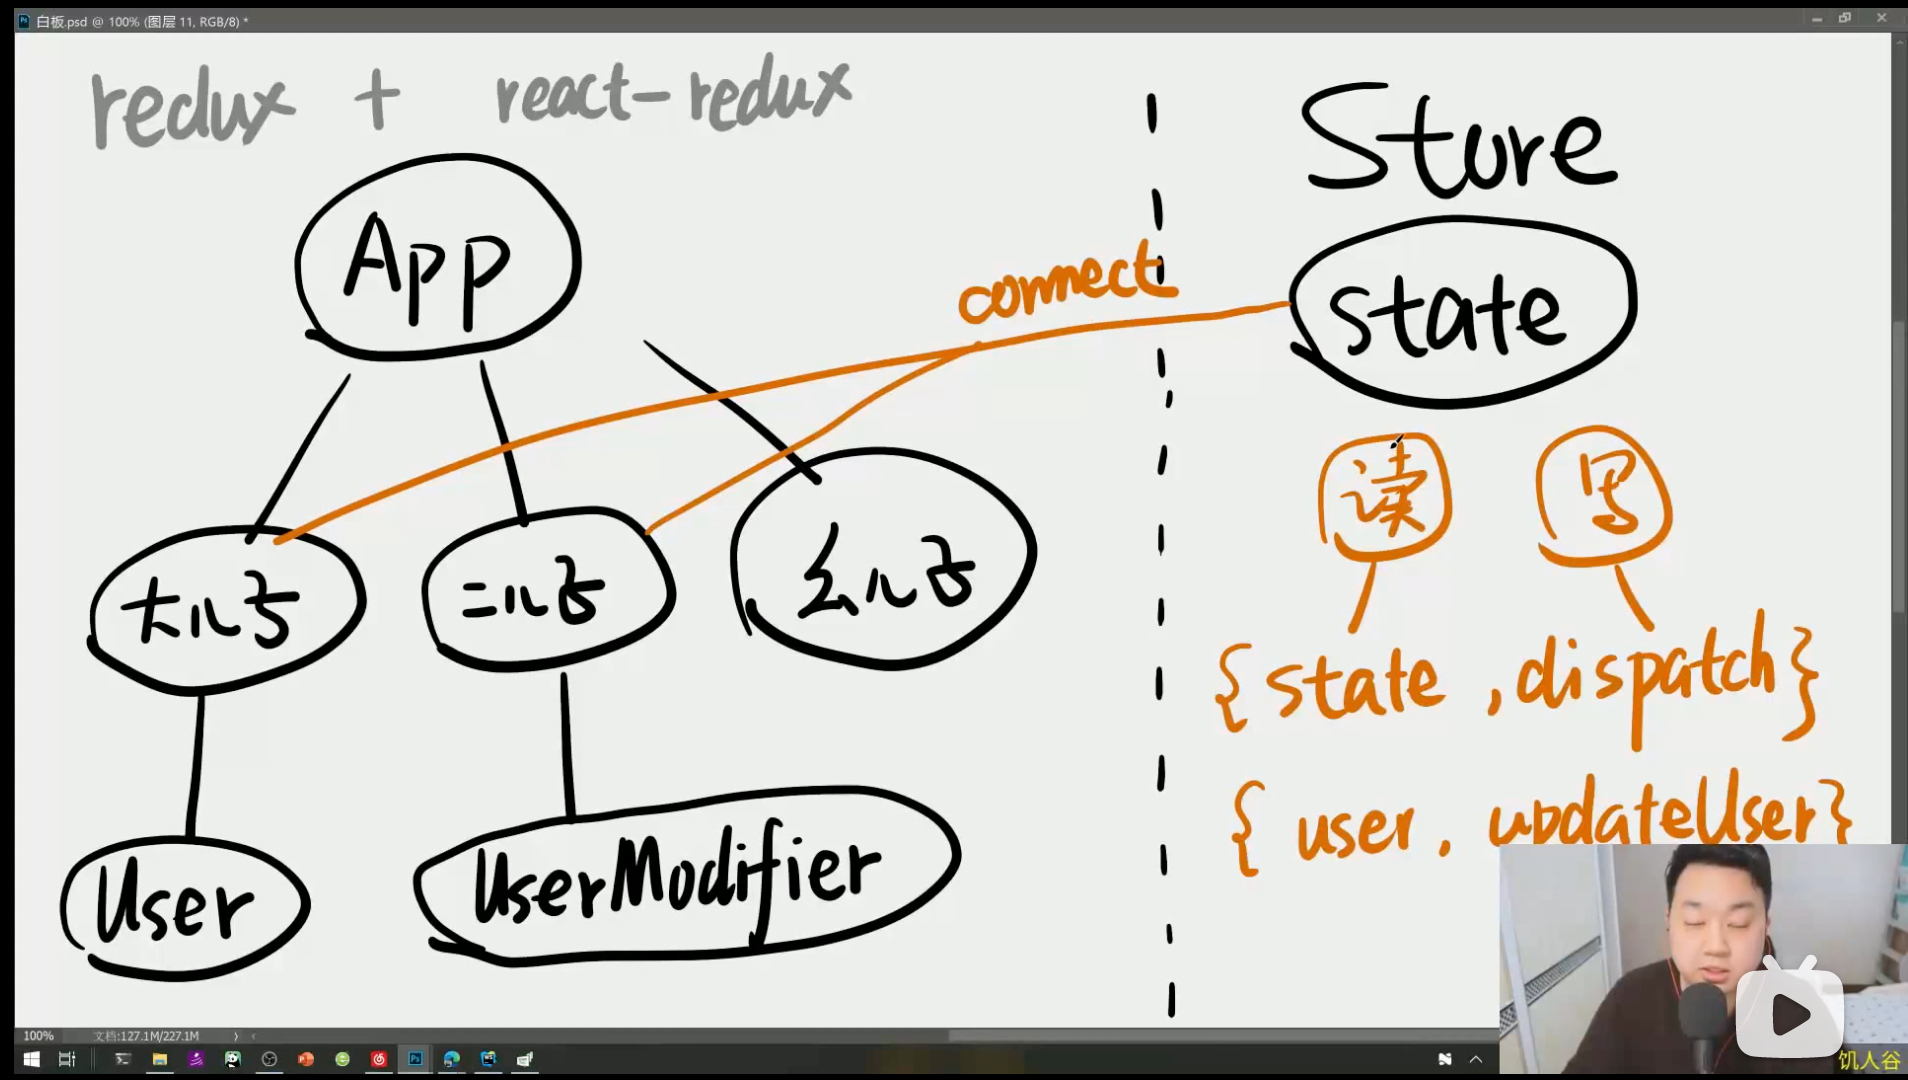 白板.psd @ 100% (图层 11, RGB/8) *
redux + react-redux
Store
App
connect
state
读 写
大儿子 二儿子 幺儿子
{state , dispatch}
{ user , updateUser}
User UserModifier
100% 文档:127.1M/227.1M
饥人谷